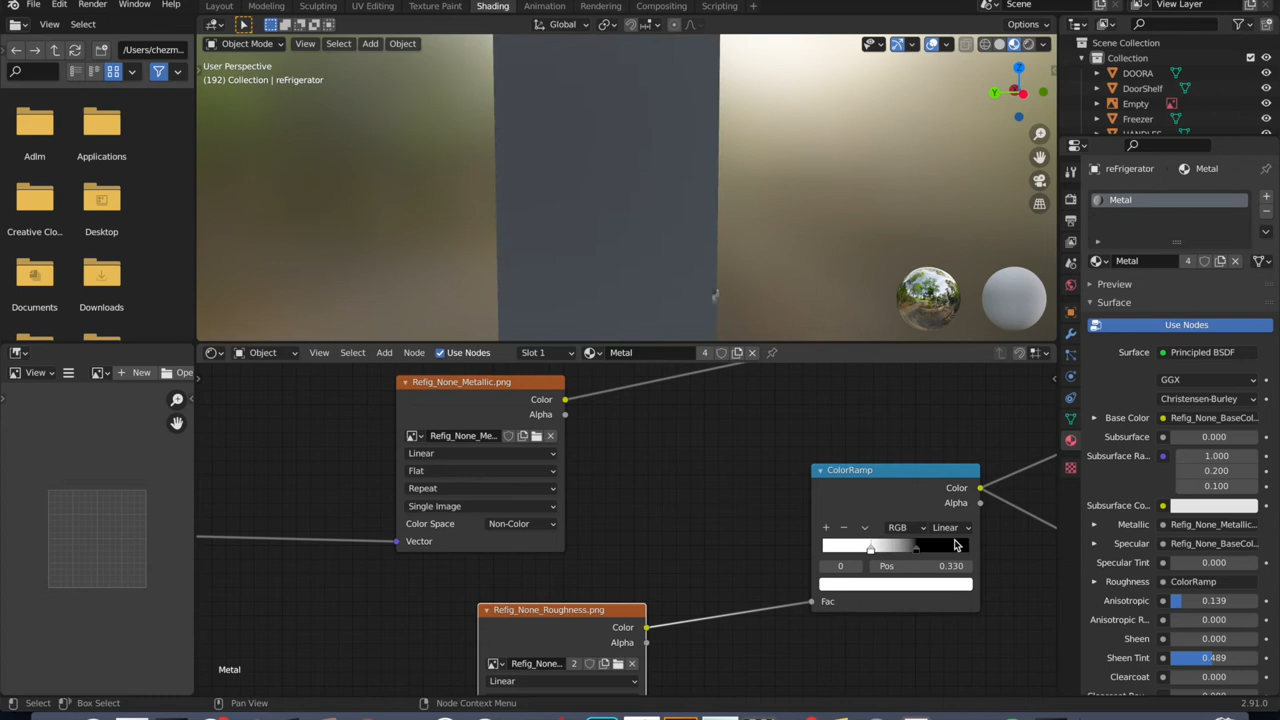 File Edit Render Window Help Layout Modeling Sculpting UV Editing Texture Paint Shading Animation Rendering Compositing Scripting Scene View Layer
View Select Global Options
/Users/chezm... Object Mode View Select Add Object
User Perspective
(192) Collection | reFrigerator
Scene Collection
Collection
DOORA
DoorShelf
Empty
Freezer
HANDLES
AdIm Applications
Creative Clo... Desktop
Documents Downloads
X
Y
Z
reFrigerator Metal
Metal
Metal 4
Preview
Surface
Use Nodes
Surface Principled BSDF
GGX
Christensen-Burley
Base Color Refig_None_BaseCol...
Subsurface 0.000
Subsurface Ra... 1.000
0.200
0.100
Subsurface Co...
Metallic Refig_None_Metallic...
Specular Refig_None_BaseCol...
Specular Tint 0.000
Roughness ColorRamp
Anisotropic 0.139
Anisotropic R... 0.000
Sheen 0.000
Sheen Tint 0.489
Clearcoat 0.000
View New Ope
Object View Select Add Node Use Nodes Slot 1 Metal 4
Refig_None_Metallic.png
Color
Alpha
Refig_None_Me...
Linear
Flat
Repeat
Single Image
Color Space Non-Color
Vector
ColorRamp
Color
Alpha
RGB Linear
0 Pos 0.330
Fac
Refig_None_Roughness.png
Color
Alpha
Refig_None... 2
Linear
Metal
Select Box Select Pan View Node Context Menu 2.91.0